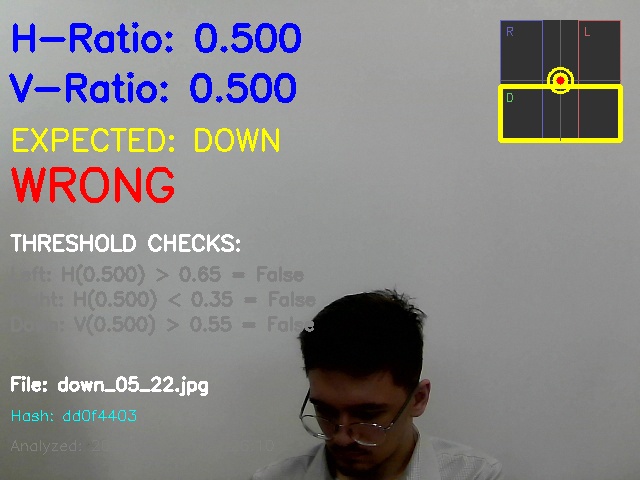 H-Ratio: 0.500
R L
V-Ratio: 0.500
D
EXPECTED: DOWN
WRONG
THRESHOLD CHECKS:
Left: H(0.500) > 0.65 = False
Right: H(0.500) < 0.35 = False
Down: V(0.500) > 0.55 = False
File: down_05_22.jpg
Hash: dd0f4403
Analyzed: